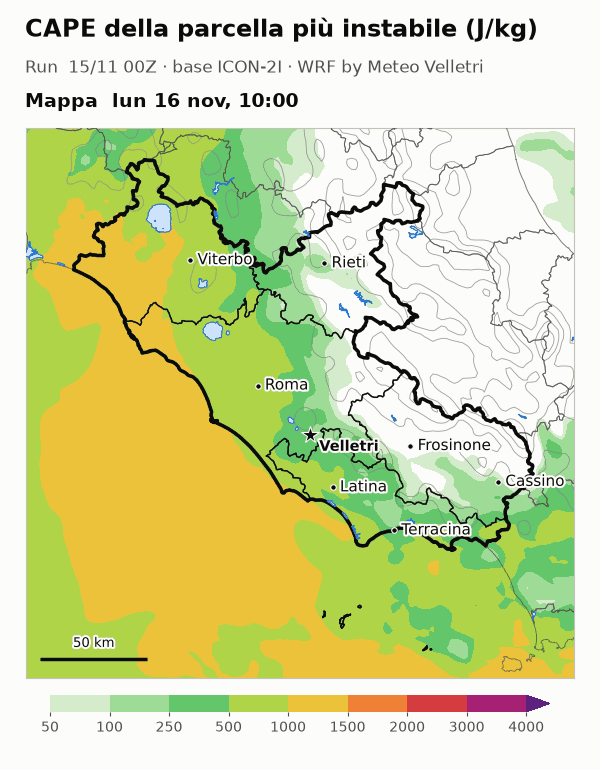 CAPE della parcella più instabile (J/kg)
Run  15/11 00Z · base ICON-2I · WRF by Meteo Velletri
Mappa  lun 16 nov, 10:00
Viterbo
Rieti
Roma
Velletri
Frosinone
Cassino
Latina
Terracina
50 km
50 100 250 500 1000 1500 2000 3000 4000